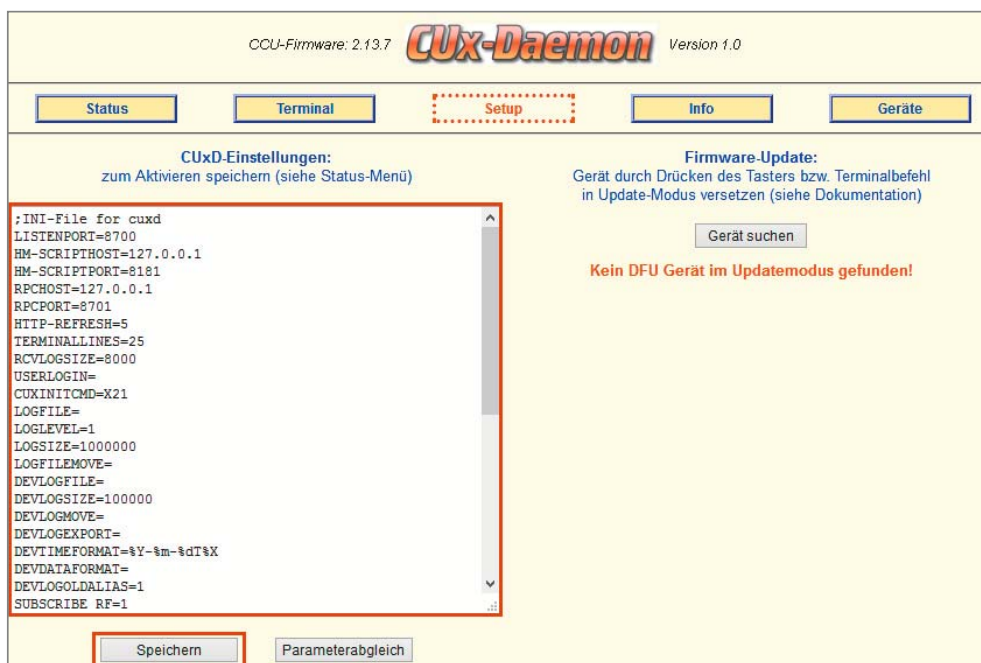 CCU-Firmware: 2.13.7 CUx-Daemon Version 1.0
Status Terminal Setup Info Geräte
CUxD-Einstellungen:
zum Aktivieren speichern (siehe Status-Menü)
;INI-File for cuxd
LISTENPORT=8700
HM-SCRIPTHOST=127.0.0.1
HM-SCRIPTPORT=8181
RPCHOST=127.0.0.1
RPCPORT=8701
HTTP-REFRESH=5
TERMINALLINES=25
RCVLOGSIZE=8000
USERLOGIN=
CUXINITCMD=X21
LOGFILE=
LOGLEVEL=1
LOGSIZE=1000000
LOGFILEMOVE=
DEVLOGFILE=
DEVLOGSIZE=100000
DEVLOGMOVE=
DEVLOGEXPORT=
DEVTIMEFORMAT=%Y-%m-%dT%X
DEVDATAFORMAT=
DEVLOGOLDALIAS=1
SUBSCRIBE RF=1
Speichern Parameterabgleich
Firmware-Update:
Gerät durch Drücken des Tasters bzw. Terminalbefehl
in Update-Modus versetzen (siehe Dokumentation)
Gerät suchen
Kein DFU Gerät im Updatemodus gefunden!